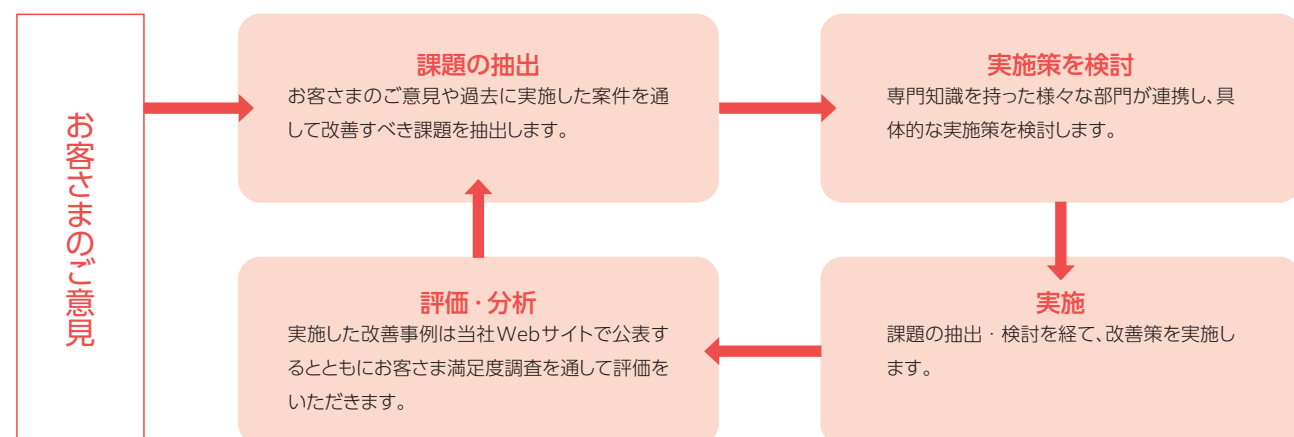 お客さまのご意見
課題の抽出
お客さまのご意見や過去に実施した案件を通
して改善すべき課題を抽出します。
実施策を検討
専門知識を持った様々な部門が連携し、具
体的な実施策を検討します。
評価・分析
実施した改善事例は当社Webサイトで公表す
るとともにお客さま満足度調査を通して評価を
いただきます。
実施
課題の抽出・検討を経て、改善策を実施し
ます。